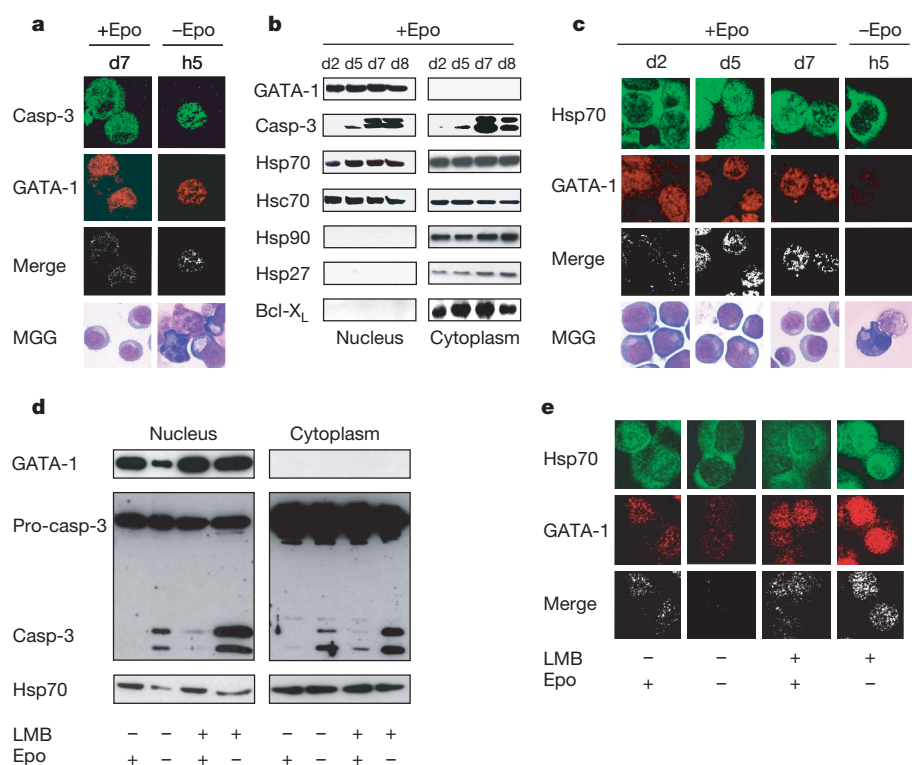 a
+Epo –Epo
d7 h5
Casp-3
GATA-1
Merge
MGG
b
+Epo
d2 d5 d7 d8 d2 d5 d7 d8
GATA-1
Casp-3
Hsp70
Hsc70
Hsp90
Hsp27
Bcl-XL
Nucleus Cytoplasm
c
+Epo –Epo
d2 d5 d7 h5
Hsp70
GATA-1
Merge
MGG
d
Nucleus Cytoplasm
GATA-1
Pro-casp-3
Casp-3
Hsp70
LMB – – + + – – + +
Epo + – + – + – + –
e
Hsp70
GATA-1
Merge
LMB – – + +
Epo + – + –